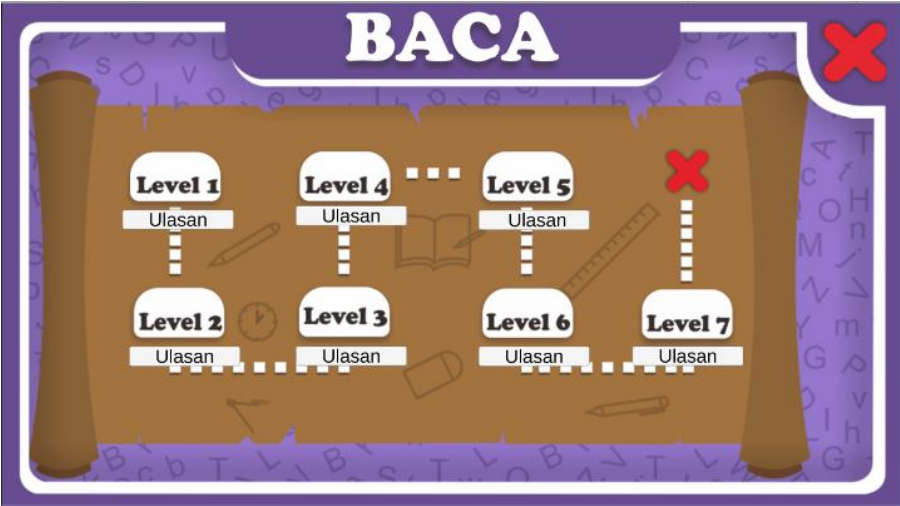 BACA
Level 1
Ulasan
Level 4
Ulasan
Level 5
Ulasan
Level 2
Ulasan
Level 3
Ulasan
Level 6
Ulasan
Level 7
Ulasan